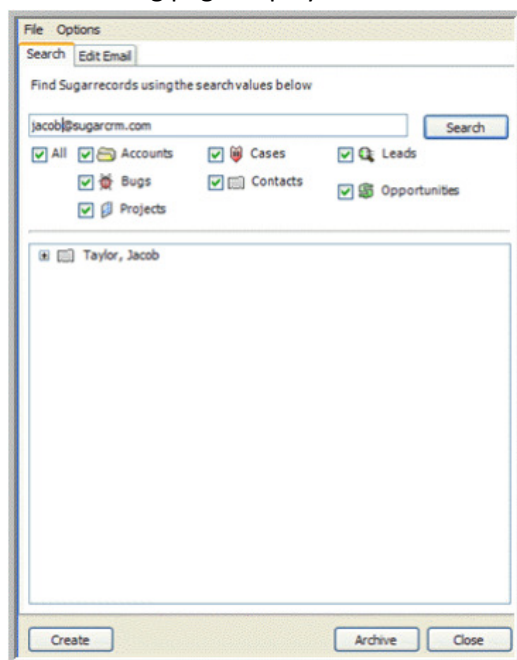 File Options
Search Edit Email
Find Sugarrecords using the search values below
jacob@sugarcrm.com Search
All Accounts Cases Leads
Bugs Contacts Opportunities
Projects
Taylor, Jacob
Create Archive Close